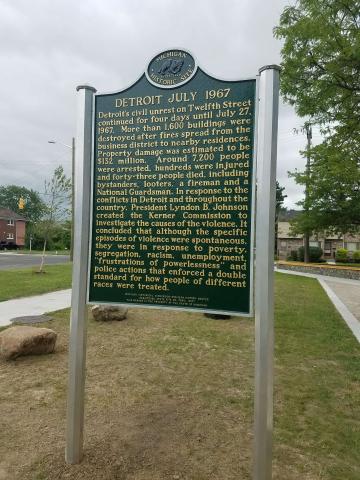 MICHIGAN
HISTORIC SITE
DETROIT JULY 1967
Detroit's civil unrest on Twelfth Street
continued for four days until July 27,
1967. More than 1,600 buildings were
destroyed after fires spread from the
business district to nearby residences.
Property damage was estimated to be
$132 million. Around 7,200 people
were arrested, hundreds were injured
and forty-three people died, including
bystanders, looters, a fireman and a
National Guardsman. In response to the
conflicts in Detroit and throughout the
country, President Lyndon B. Johnson
created the Kerner Commission to
investigate the causes of the violence. It
concluded that although the specific
episodes of violence were spontaneous,
they were in response to poverty,
segregation, racism, unemployment,
"frustrations of powerlessness" and
police actions that enforced a double
standard for how people of different
races were treated.